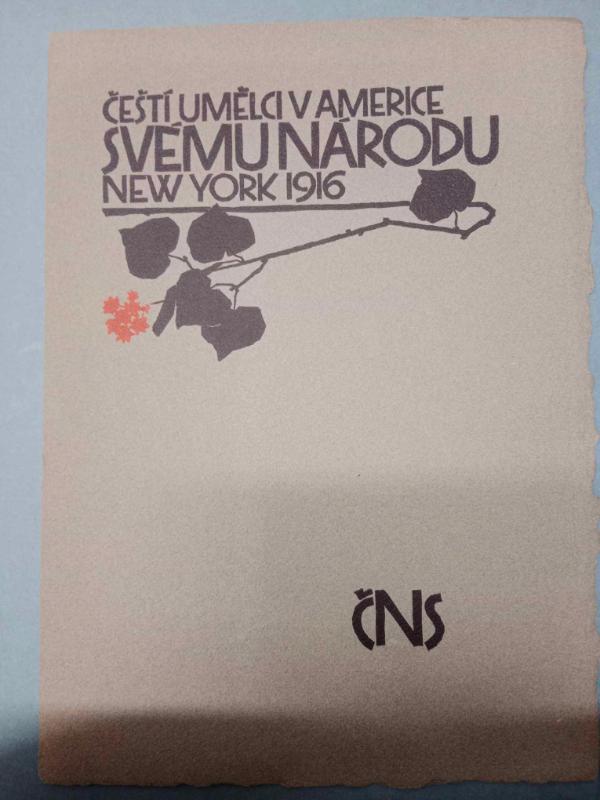 ČEŠTÍ UMĚLCI V AMERICE
SVÉMU NÁRODU
NEW YORK 1916
ČNS